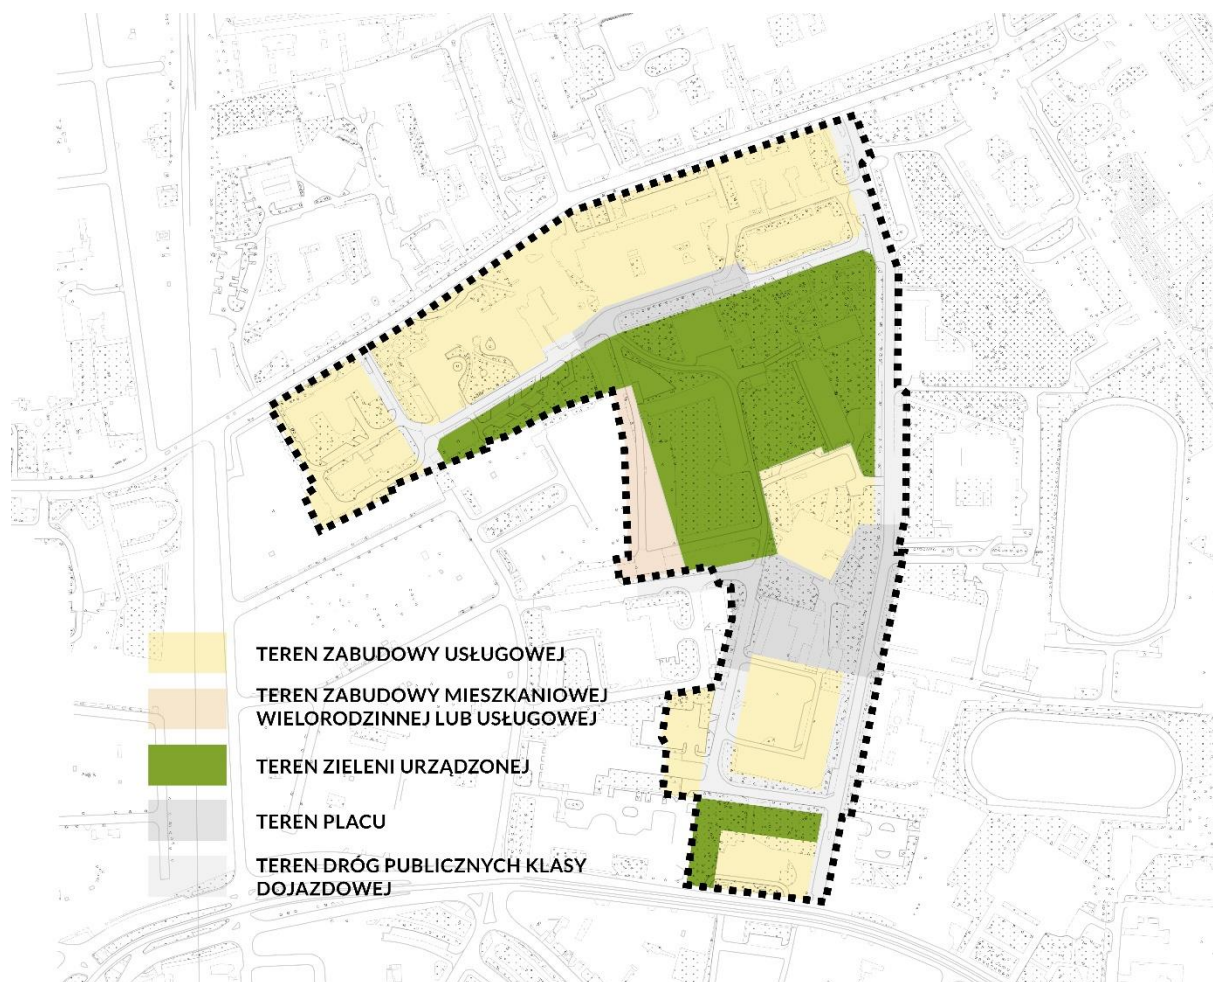 TEREN ZABUDOWY USŁUGOWEJ
TEREN ZABUDOWY MIESZKANIOWEJ
WIELORODZINNEJ LUB USŁUGOWEJ
TEREN ZIELENI URZĄDZONEJ
TEREN PLACU
TEREN DRÓG PUBLICZNYCH KLASY
DOJAZDOWEJ